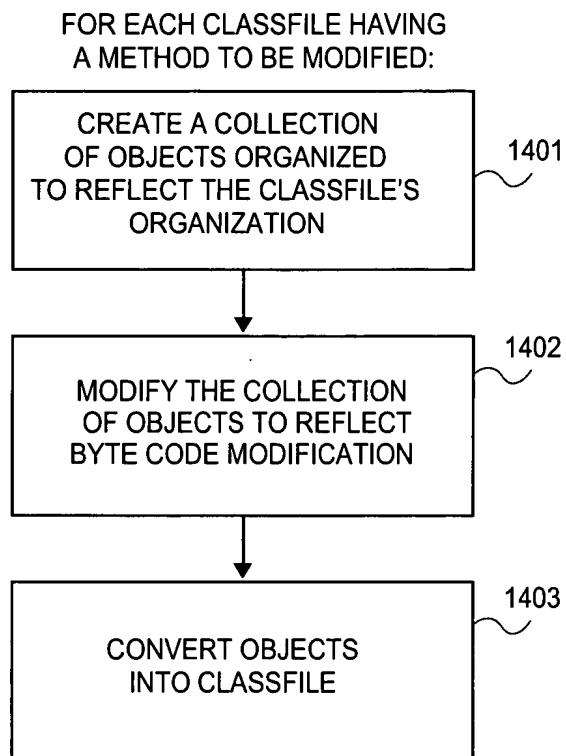 FOR EACH CLASSFILE HAVING
A METHOD TO BE MODIFIED:
CREATE A COLLECTION
OF OBJECTS ORGANIZED
TO REFLECT THE CLASSFILE'S
ORGANIZATION
1401
MODIFY THE COLLECTION
OF OBJECTS TO REFLECT
BYTE CODE MODIFICATION
1402
CONVERT OBJECTS
INTO CLASSFILE
1403